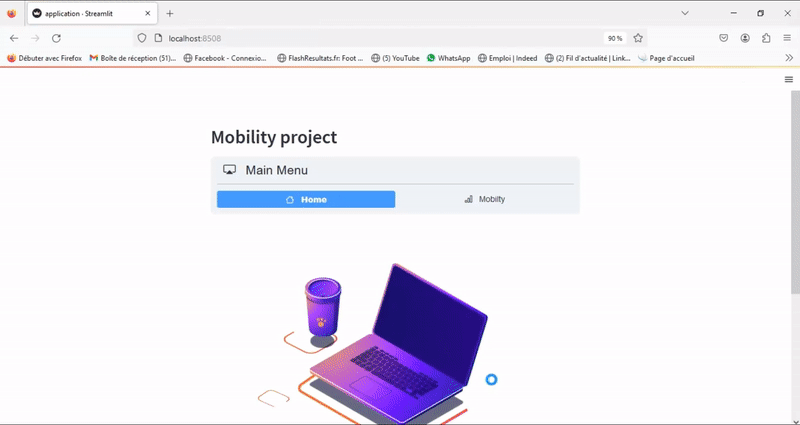 application · Streamlit
localhost:8508
90 %
Débuter avec Firefox
Boîte de réception (51)...
Facebook - Connexio...
FlashResultats.fr: Foot ...
(5) YouTube
WhatsApp
Emploi | Indeed
(2) Fil d'actualité | Link...
Page d'accueil
Mobility project
Main Menu
Home
Mobilty